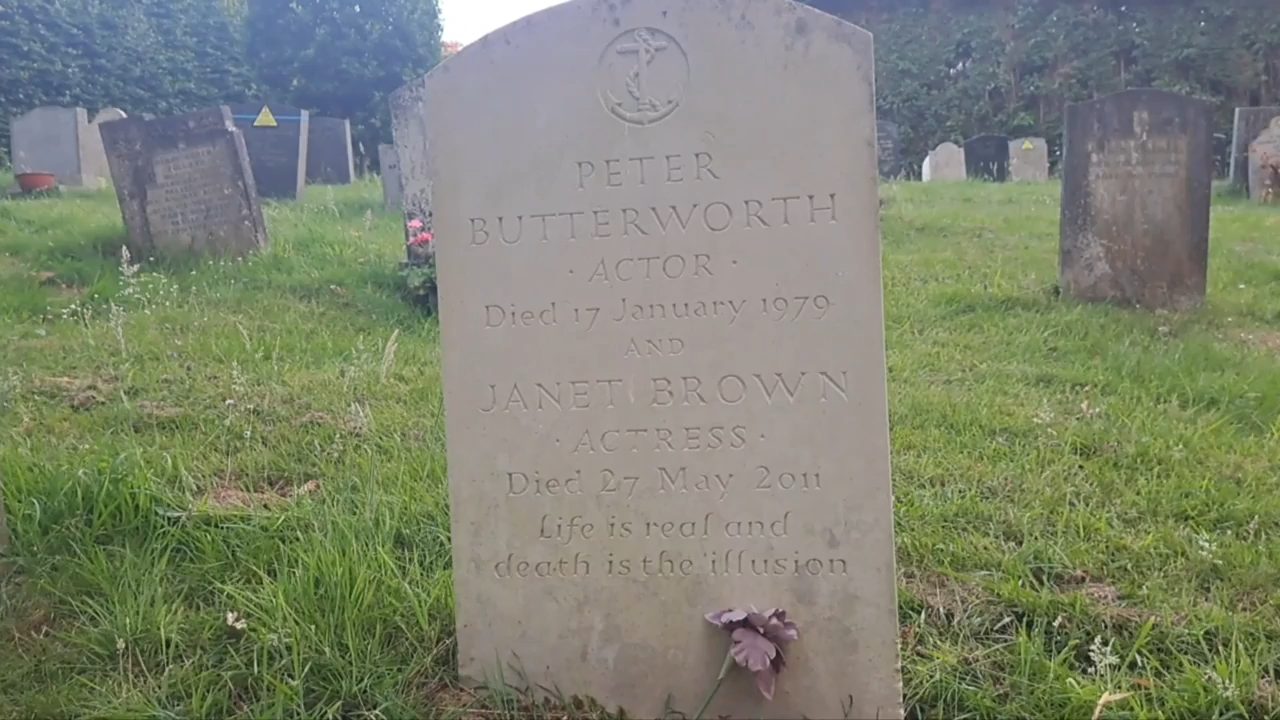 PETER
BUTTERWORTH
· ACTOR ·
Died 17 January 1979
AND
JANET BROWN
· ACTRESS ·
Died 27 May 2011
Life is real and
death is the illusion